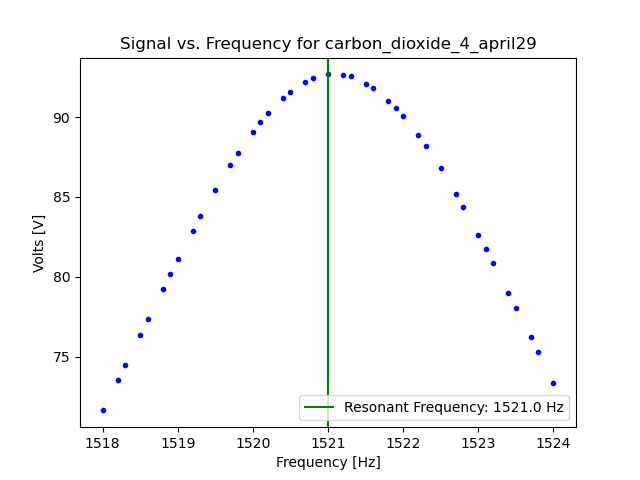 Signal vs. Frequency for carbon_dioxide_4_april29
Volts [V]
90
85
80
75
Resonant Frequency: 1521.0 Hz
1518 1519 1520 1521 1522 1523 1524
Frequency [Hz]